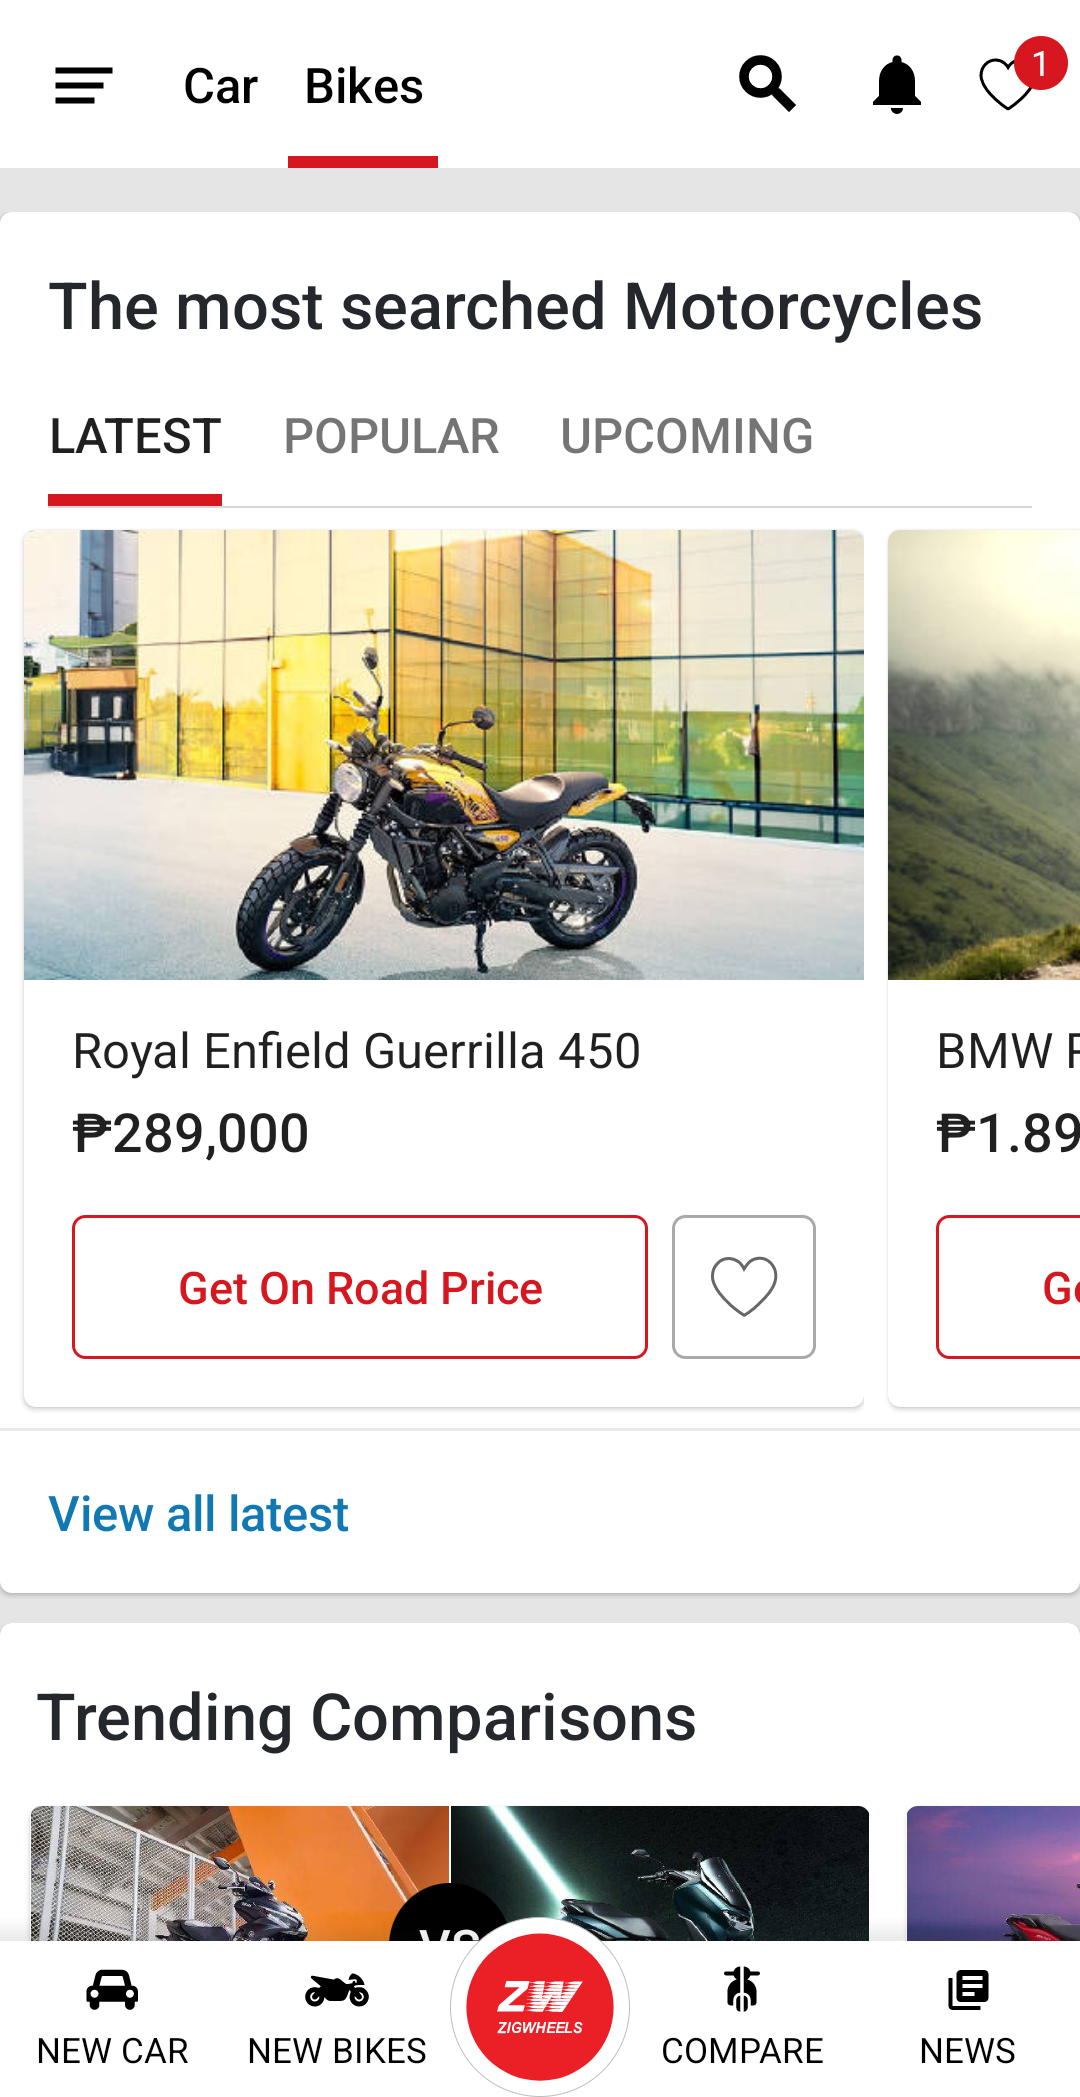 Car Bikes 1
The most searched Motorcycles
LATEST POPULAR UPCOMING
Royal Enfield Guerrilla 450
₱289,000
Get On Road Price
BMW
₱1.89
View all latest
Trending Comparisons
VS
NEW CAR NEW BIKES ZW ZIGWHEELS COMPARE NEWS